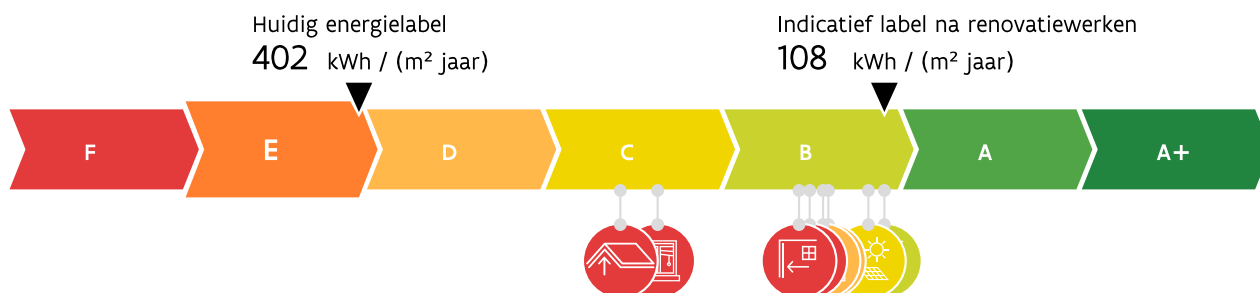 Huidig energielabel
402 kWh / (m² jaar)
Indicatief label na renovatiewerken
108 kWh / (m² jaar)
F E D C B A A+